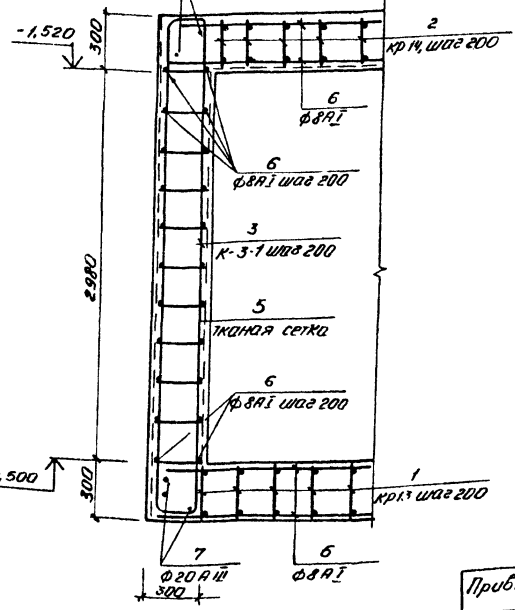 300
-1,520
2
кр14, шаг 200
6
ф8АI
6
ф8АI шаг 200
3
К-3-1 шаг 200
2980
5
тканая сетка
6
ф8АI шаг 200
,500
300
1
кр13 шаг 200
7
ф20АIII
6
ф8АI
300
Прив